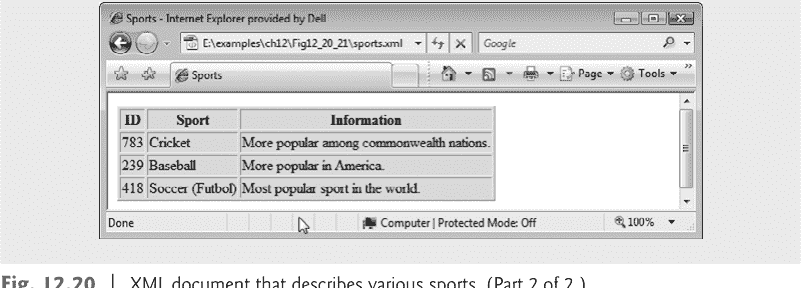 Sports - Internet Explorer provided by Dell
E:\examples\ch12\Fig12_20_21\sports.xml
Google
Sports
Page
Tools
ID Sport Information
783 Cricket More popular among commonwealth nations.
239 Baseball More popular in America.
418 Soccer (Futbol) Most popular sport in the world.
Done
Computer | Protected Mode: Off
100%
Fig. 12.20 | XML document that describes various sports. (Part 2 of 2.)